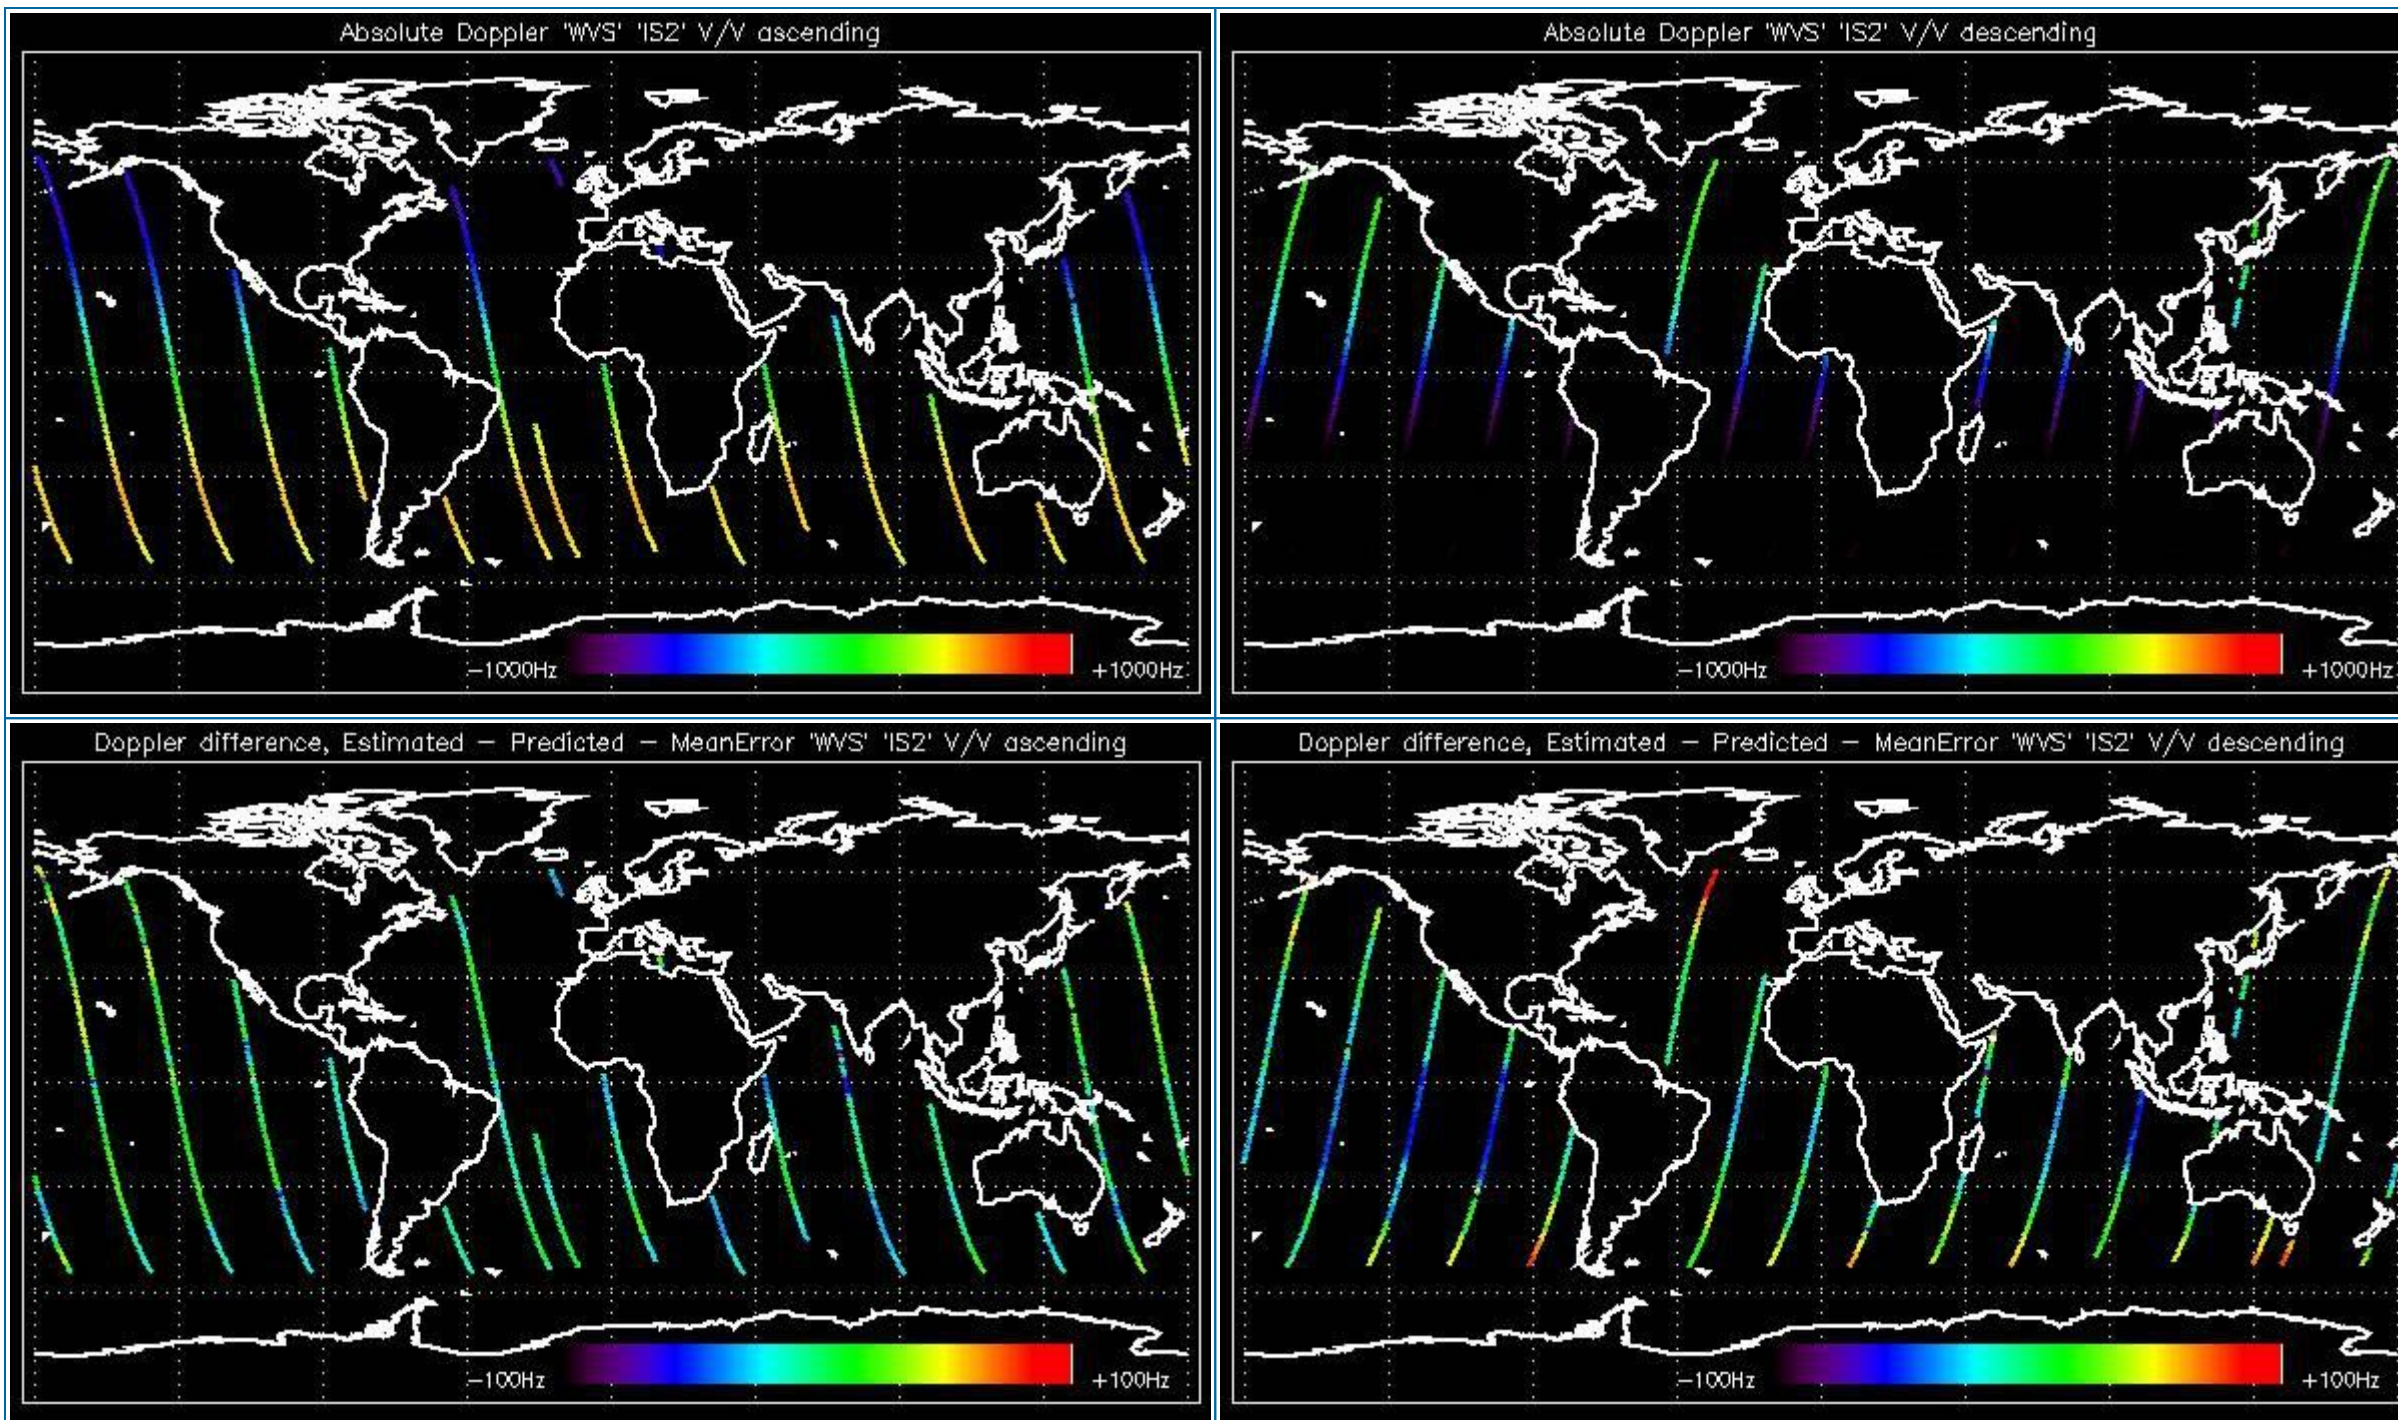 Absolute Doppler 'WVS' 'IS2' V/V ascending
-1000Hz
+1000Hz
Absolute Doppler 'WVS' 'IS2' V/V descending
-1000Hz
+1000Hz
Doppler difference, Estimated - Predicted - MeanError 'WVS' 'IS2' V/V ascending
-100Hz
+100Hz
Doppler difference, Estimated - Predicted - MeanError 'WVS' 'IS2' V/V descending
-100Hz
+100Hz